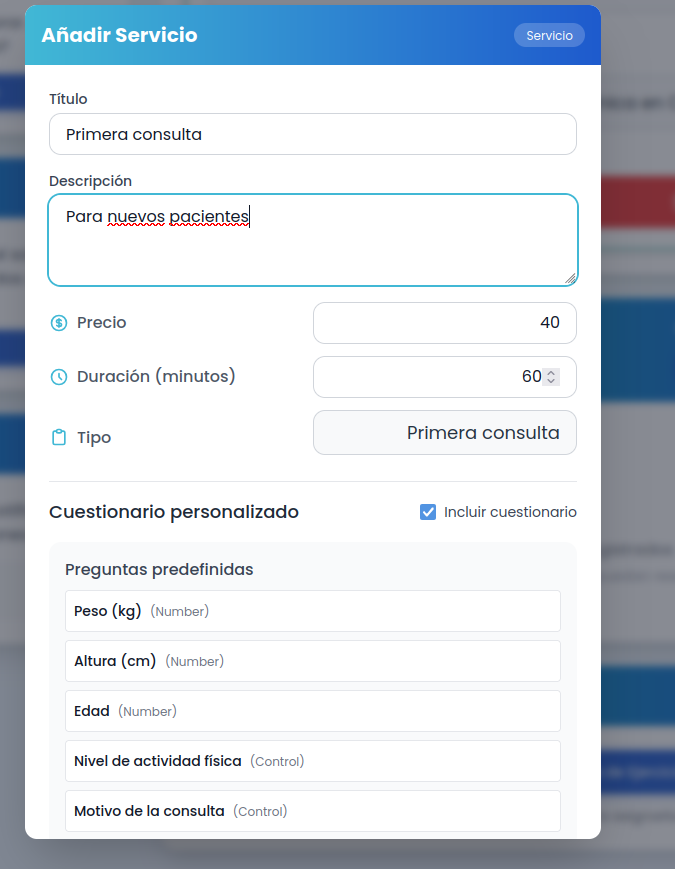 Añadir Servicio
Servicio
Título
Primera consulta
Descripción
Para nuevos pacientes
Precio
40
Duración (minutos)
60
Tipo
Primera consulta
Cuestionario personalizado
Incluir cuestionario
Preguntas predefinidas
Peso (kg) (Number)
Altura (cm) (Number)
Edad (Number)
Nivel de actividad física (Control)
Motivo de la consulta (Control)